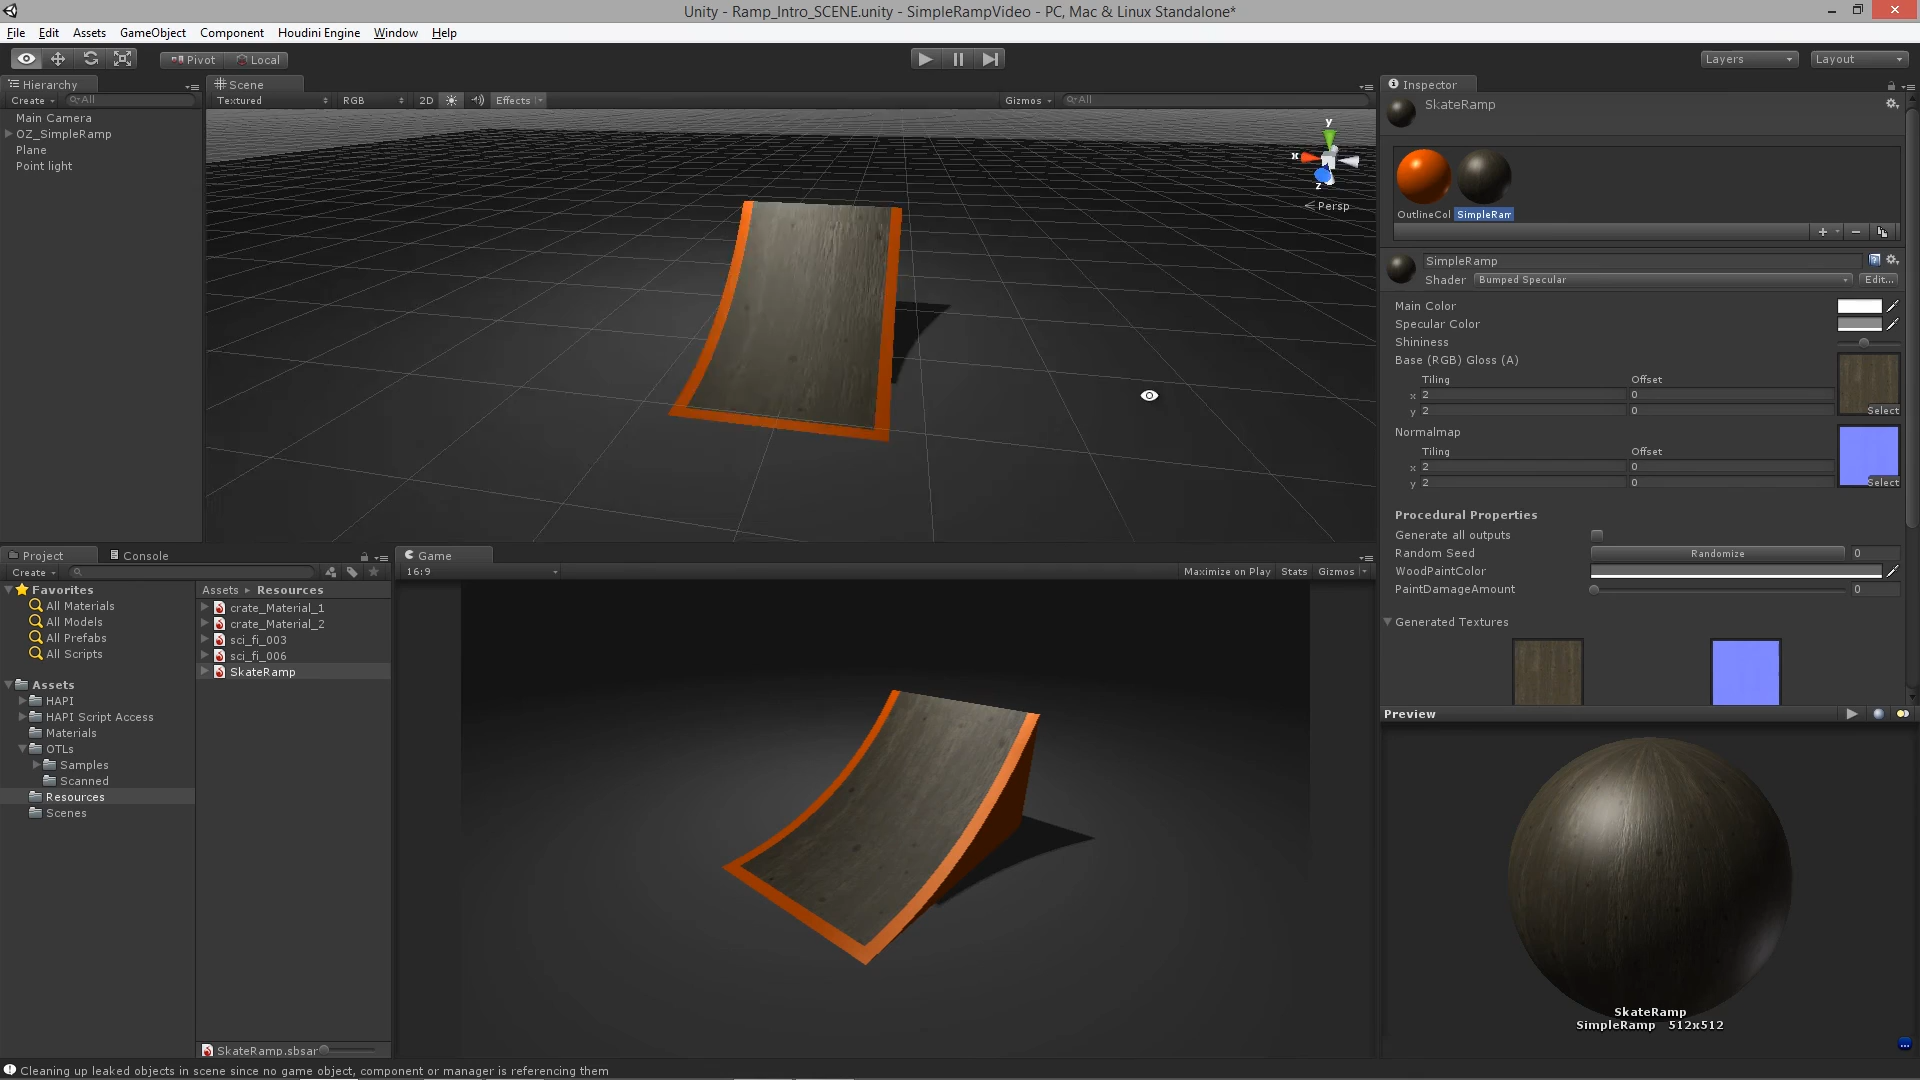 Unity - Ramp_Intro_SCENE.unity - SimpleRampVideo - PC, Mac & Linux Standalone*
File Edit Assets GameObject Component Houdini Engine Window Help
Pivot Local Layers Layout
Hierarchy
Create All
Main Camera
OZ_SimpleRamp
Plane
Point light
Scene
Textured RGB 2D Effects Gizmos All
y
x
z
Persp
Inspector
SkateRamp
OutlineCol SimpleRam
SimpleRamp
Shader Bumped Specular Edit...
Main Color
Specular Color
Shininess
Base (RGB) Gloss (A)
Tiling Offset
x 2 0
y 2 0
Select
Normalmap
Tiling Offset
x 2 0
y 2 0
Select
Procedural Properties
Generate all outputs
Random Seed Randomize 0
WoodPaintColor
PaintDamageAmount 0
Generated Textures
Preview
SkateRamp
SimpleRamp 512x512
Project Console
Create
Favorites
All Materials
All Models
All Prefabs
All Scripts
Assets
HAPI
HAPI Script Access
Materials
OTLs
Samples
Scanned
Resources
Scenes
Assets Resources
crate_Material_1
crate_Material_2
sci_fi_003
sci_fi_006
SkateRamp
SkateRamp.sbsar
Game
16:9 Maximize on Play Stats Gizmos
Cleaning up leaked objects in scene since no game object, component or manager is referencing them